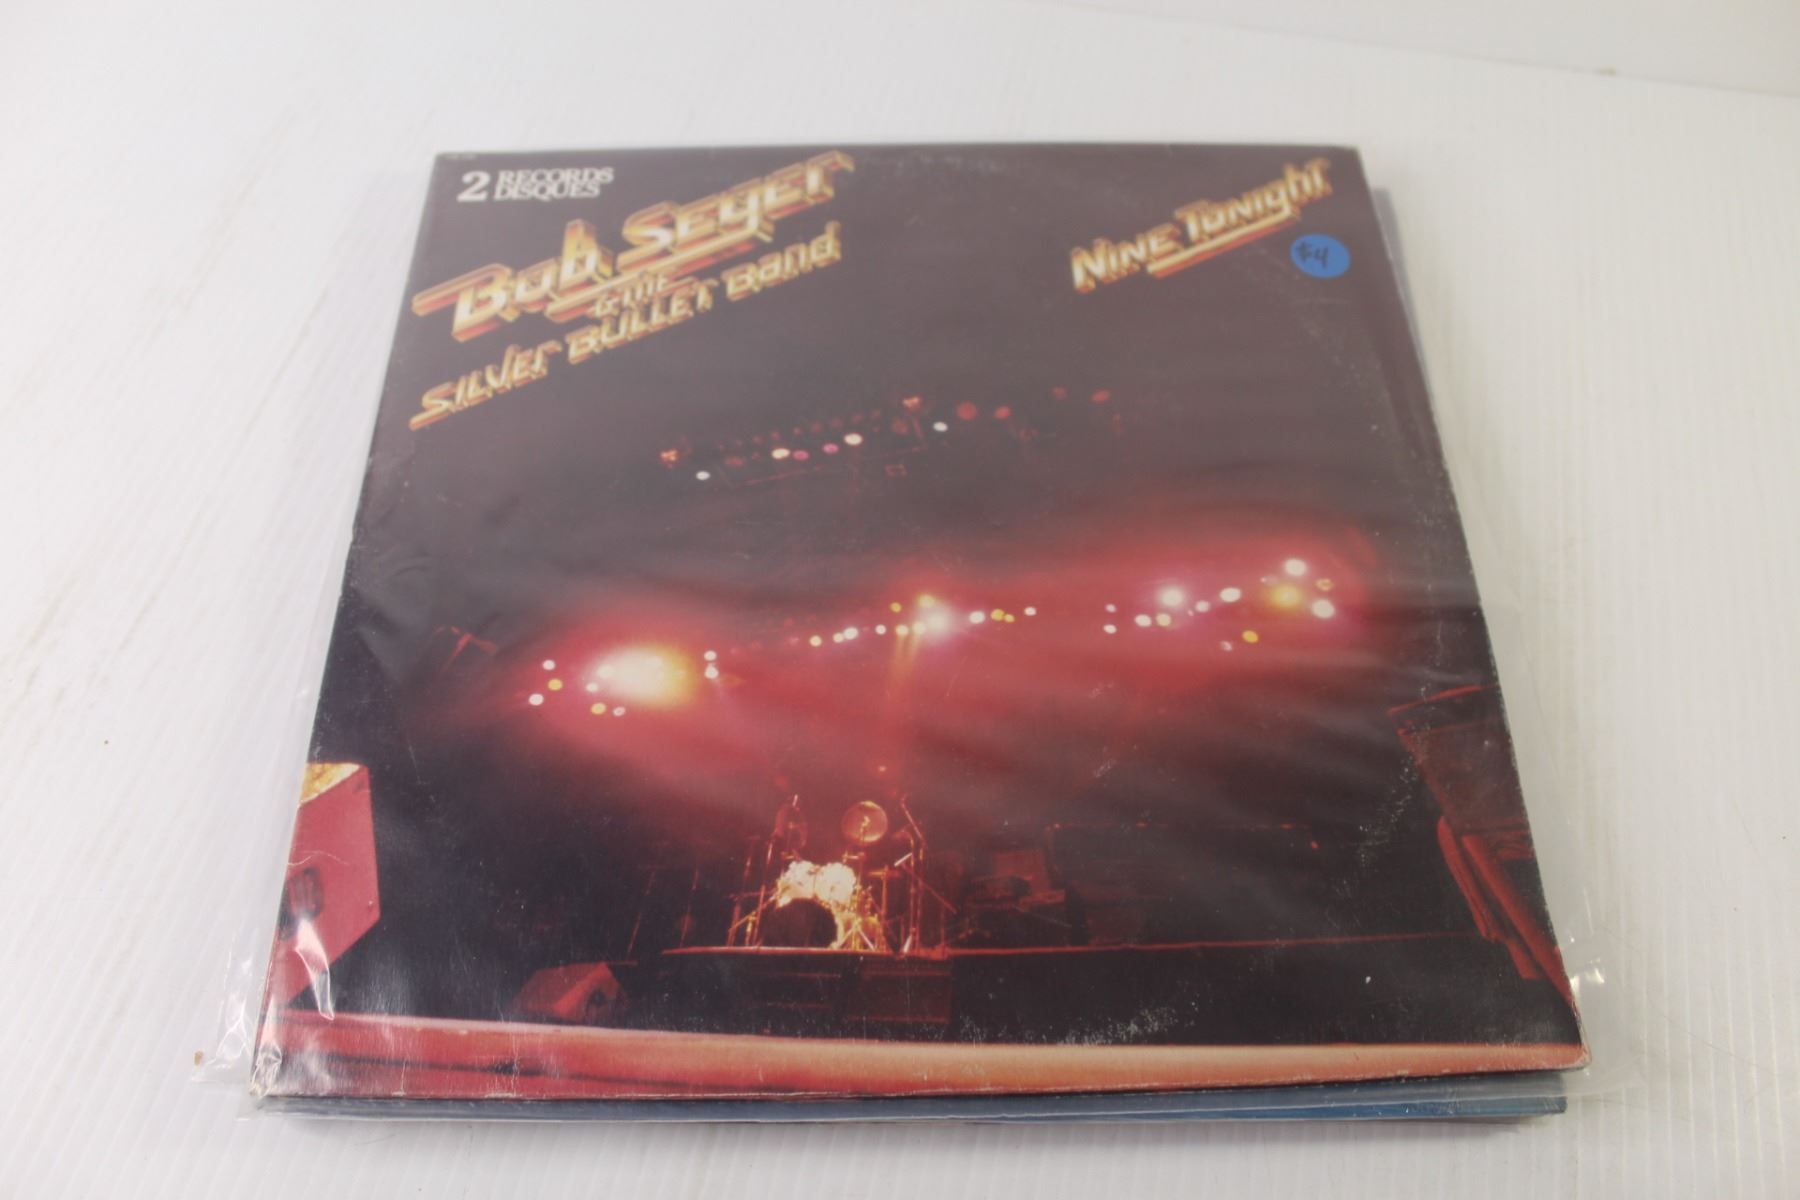 2 RECORDS
DISQUES
Bob Seger
& THE
SILVER BULLET BAND
NINE TONIGHT
$4